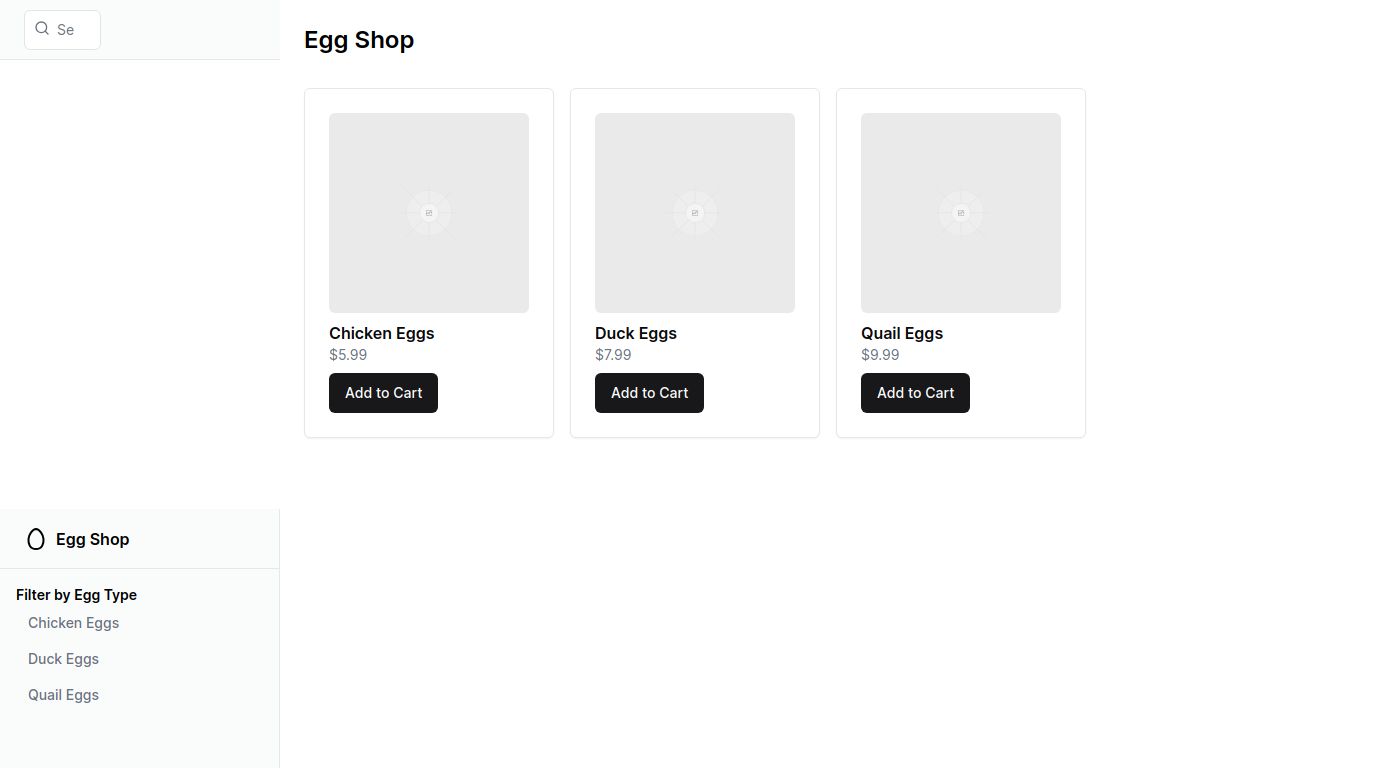 Se
Egg Shop
Chicken Eggs
$5.99
Add to Cart
Duck Eggs
$7.99
Add to Cart
Quail Eggs
$9.99
Add to Cart
Egg Shop
Filter by Egg Type
Chicken Eggs
Duck Eggs
Quail Eggs